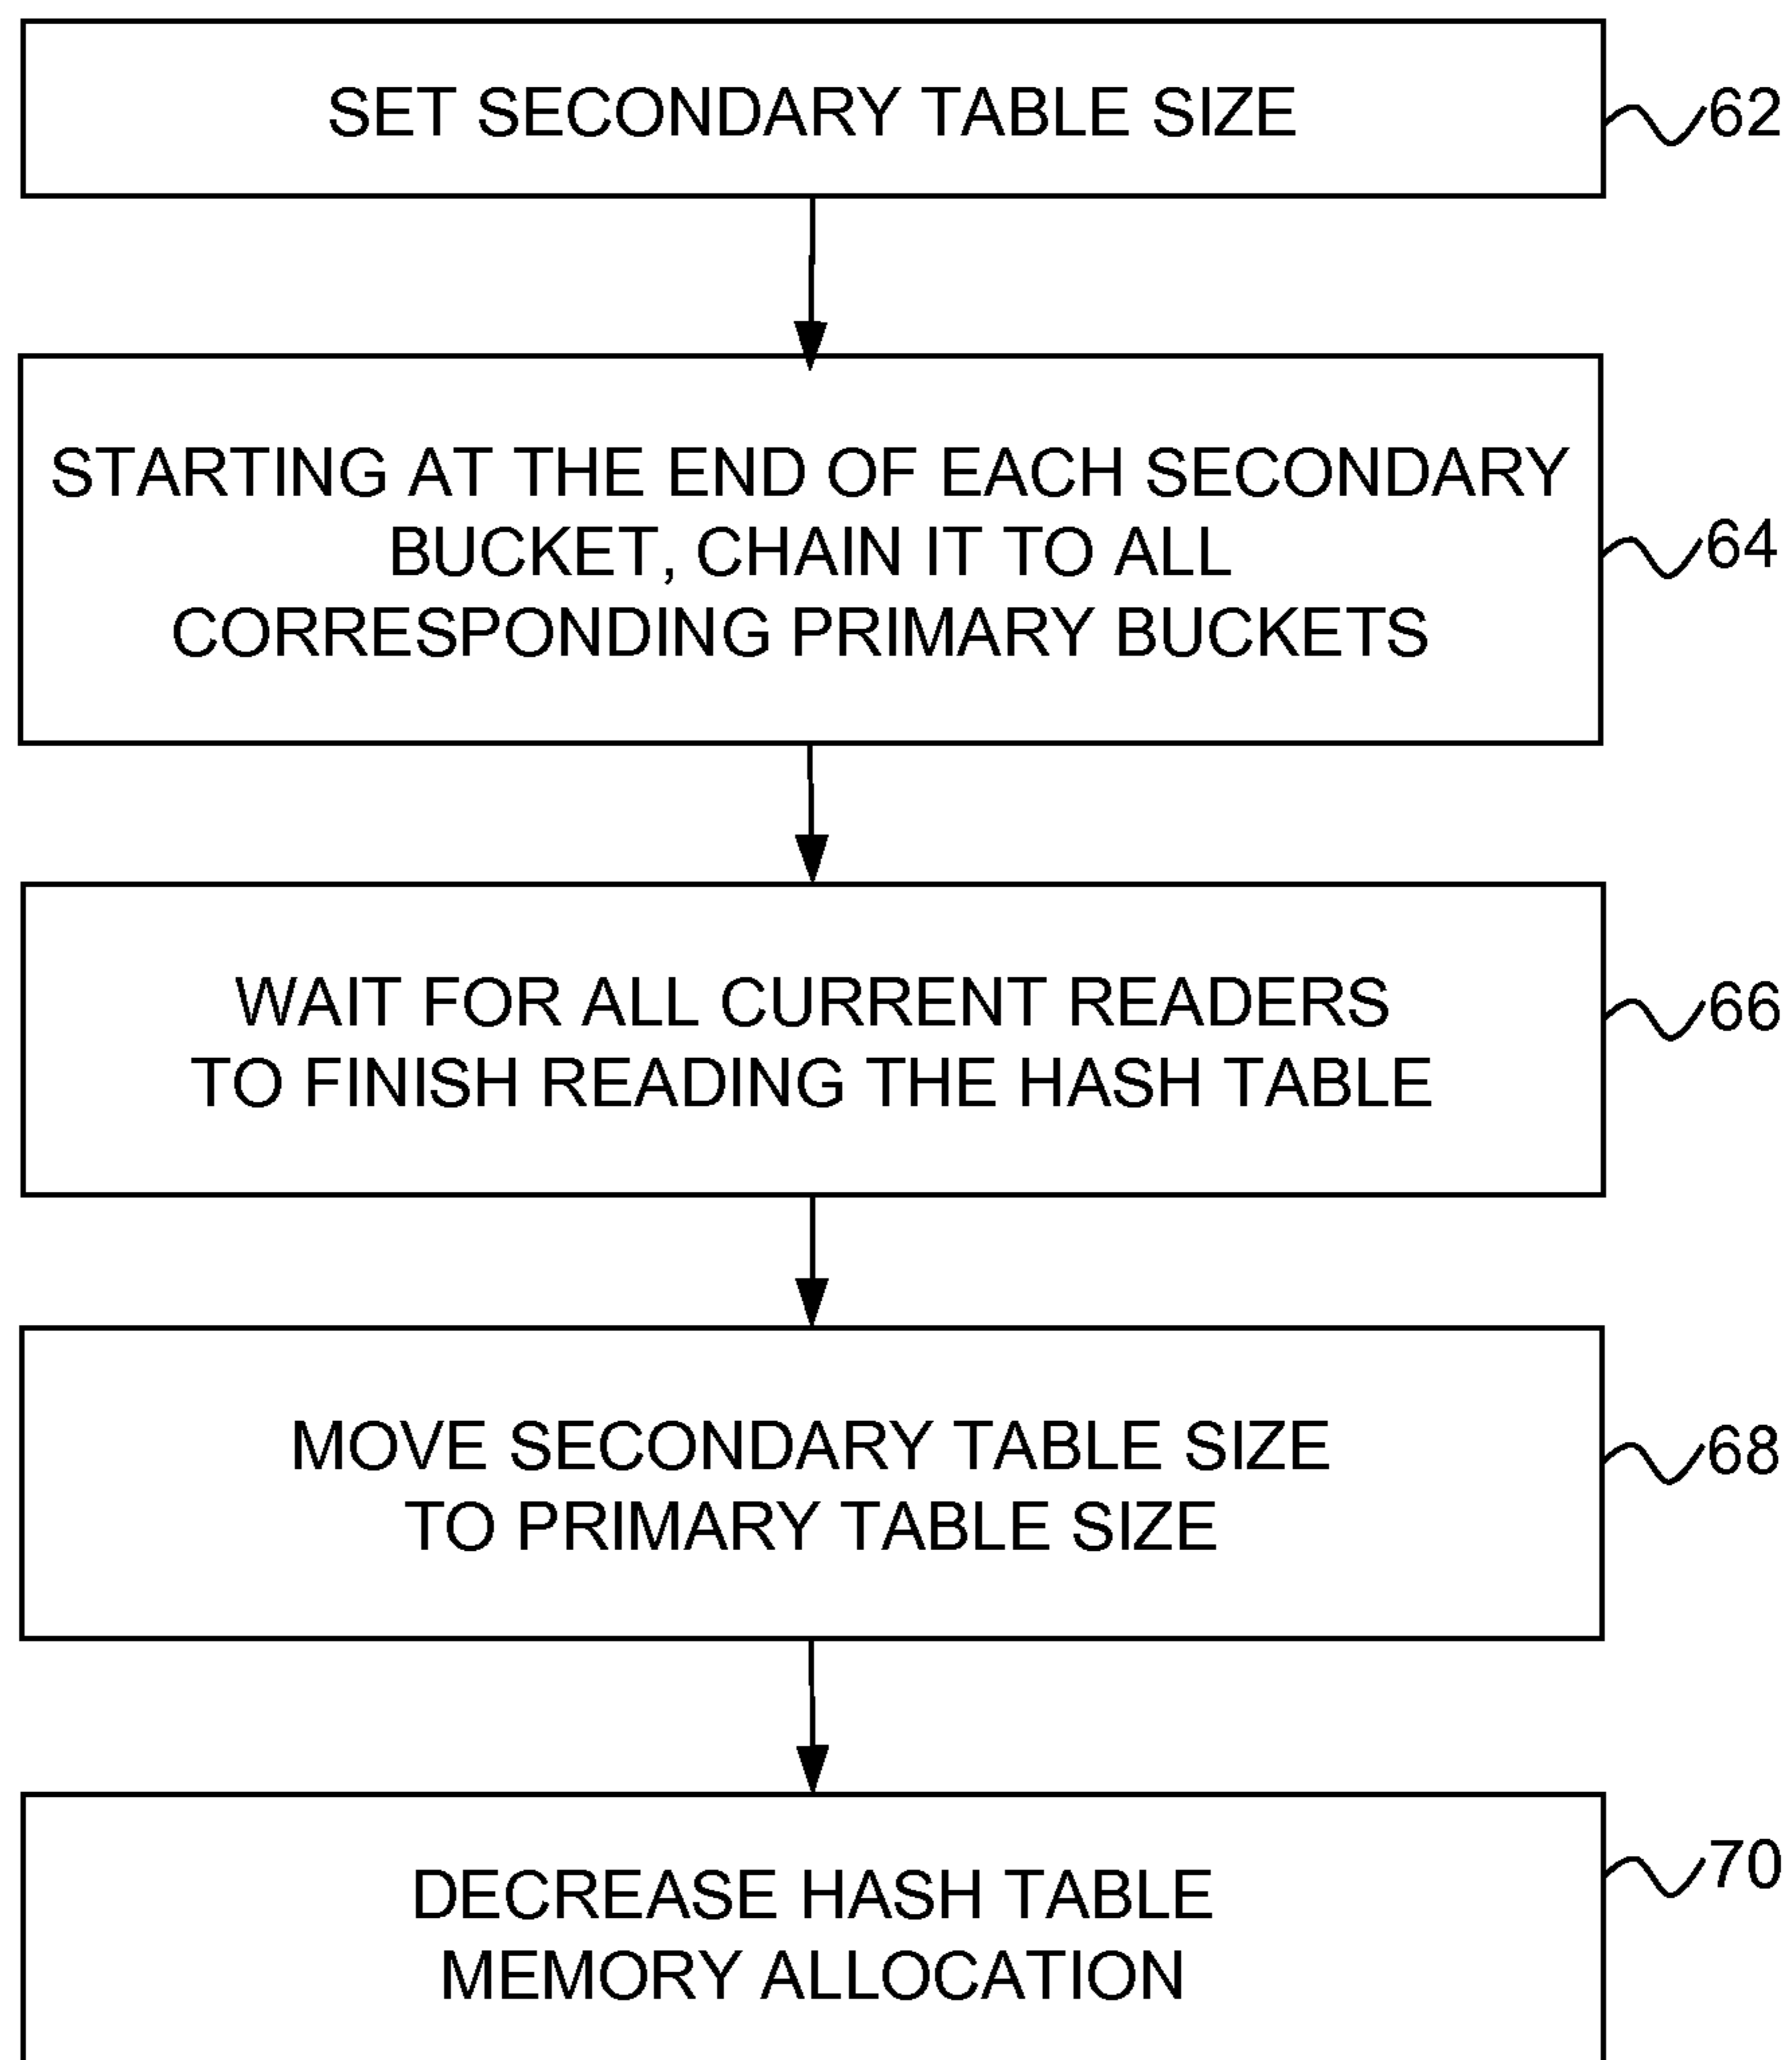 SET SECONDARY TABLE SIZE
62
STARTING AT THE END OF EACH SECONDARY
BUCKET, CHAIN IT TO ALL
CORRESPONDING PRIMARY BUCKETS
64
WAIT FOR ALL CURRENT READERS
TO FINISH READING THE HASH TABLE
66
MOVE SECONDARY TABLE SIZE
TO PRIMARY TABLE SIZE
68
DECREASE HASH TABLE
MEMORY ALLOCATION
70